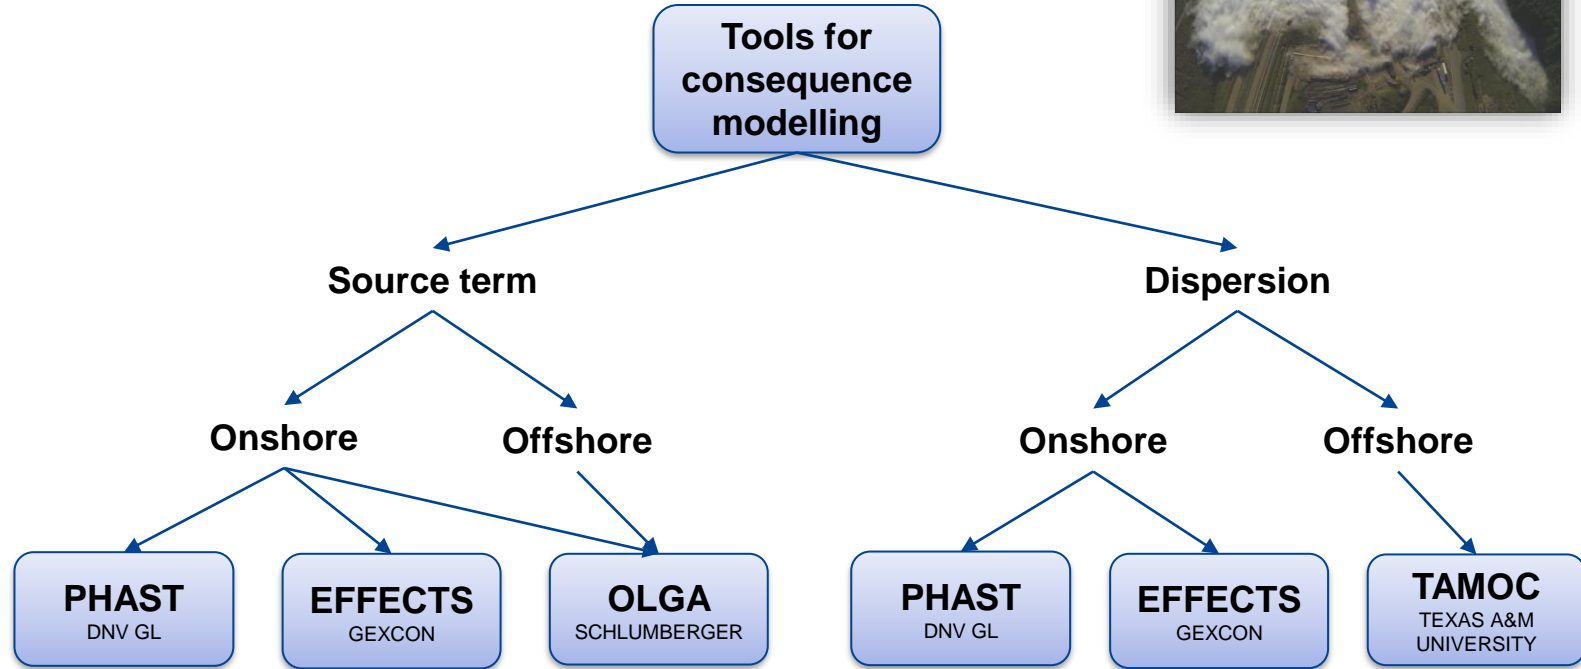 Tools for
consequence
modelling
Source term
Dispersion
Onshore
Offshore
Onshore
Offshore
PHAST
DNV GL
EFFECTS
GEXCON
OLGA
SCHLUMBERGER
PHAST
DNV GL
EFFECTS
GEXCON
TAMOC
TEXAS A&M
UNIVERSITY